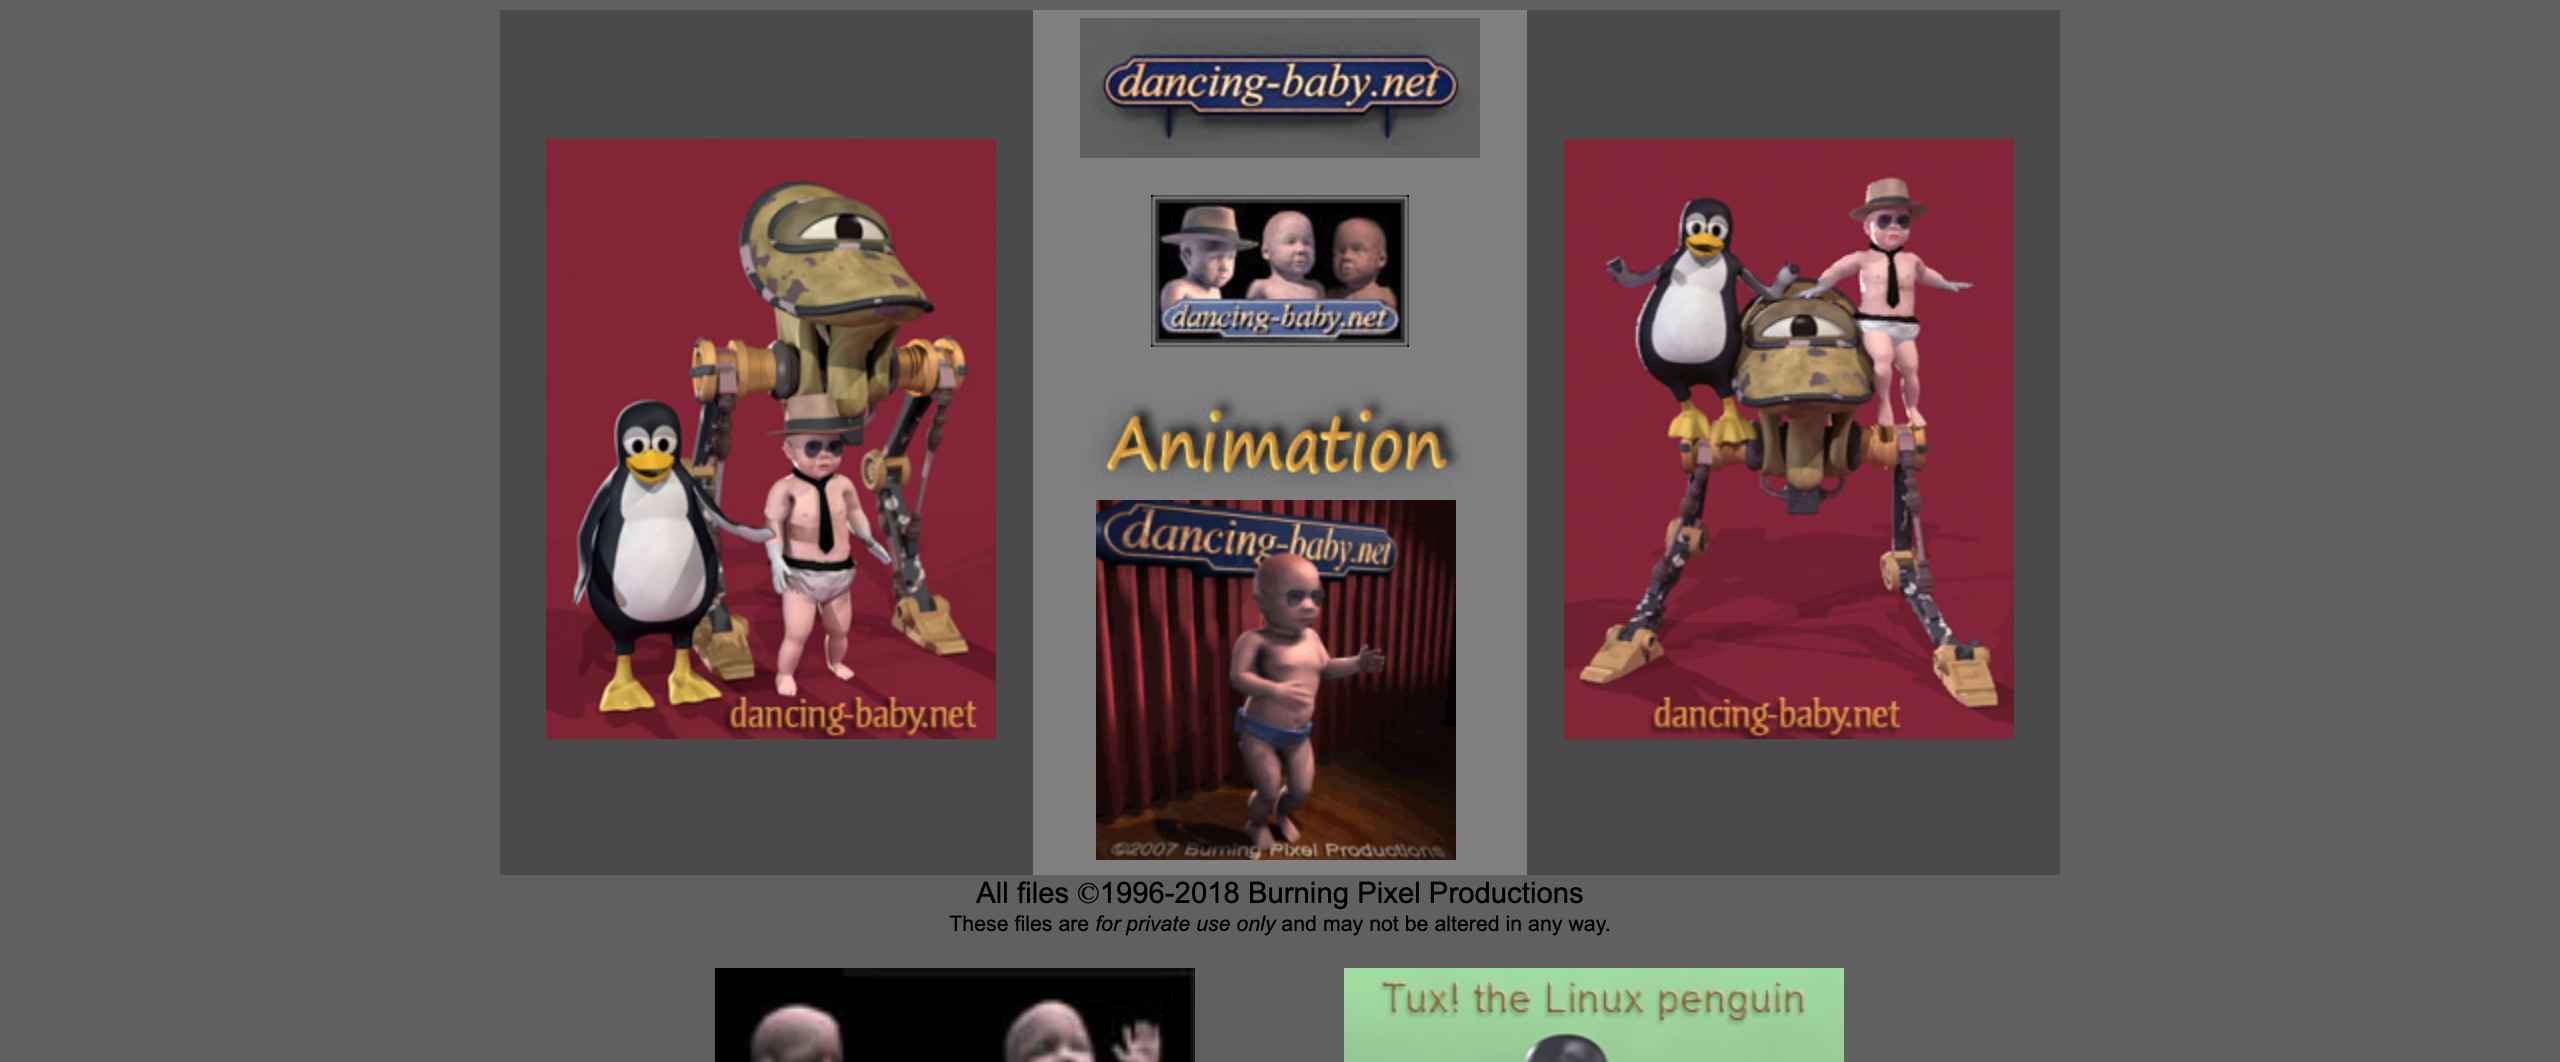 dancing-baby.net
dancing-baby.net
Animation
dancing-baby.net
©2007 Burning Pixel Productions
dancing-baby.net
dancing-baby.net
All files ©1996-2018 Burning Pixel Productions
These files are for private use only and may not be altered in any way.
Tux! the Linux penguin